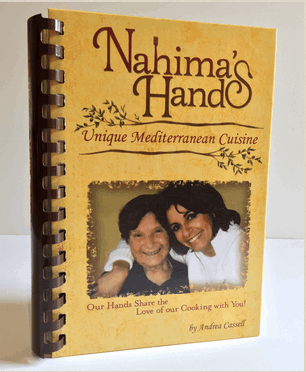 Nahima's
Hands
Unique Mediterranean Cuisine
Our Hands Share the
Love of our Cooking with You!
by Andrea Cassell